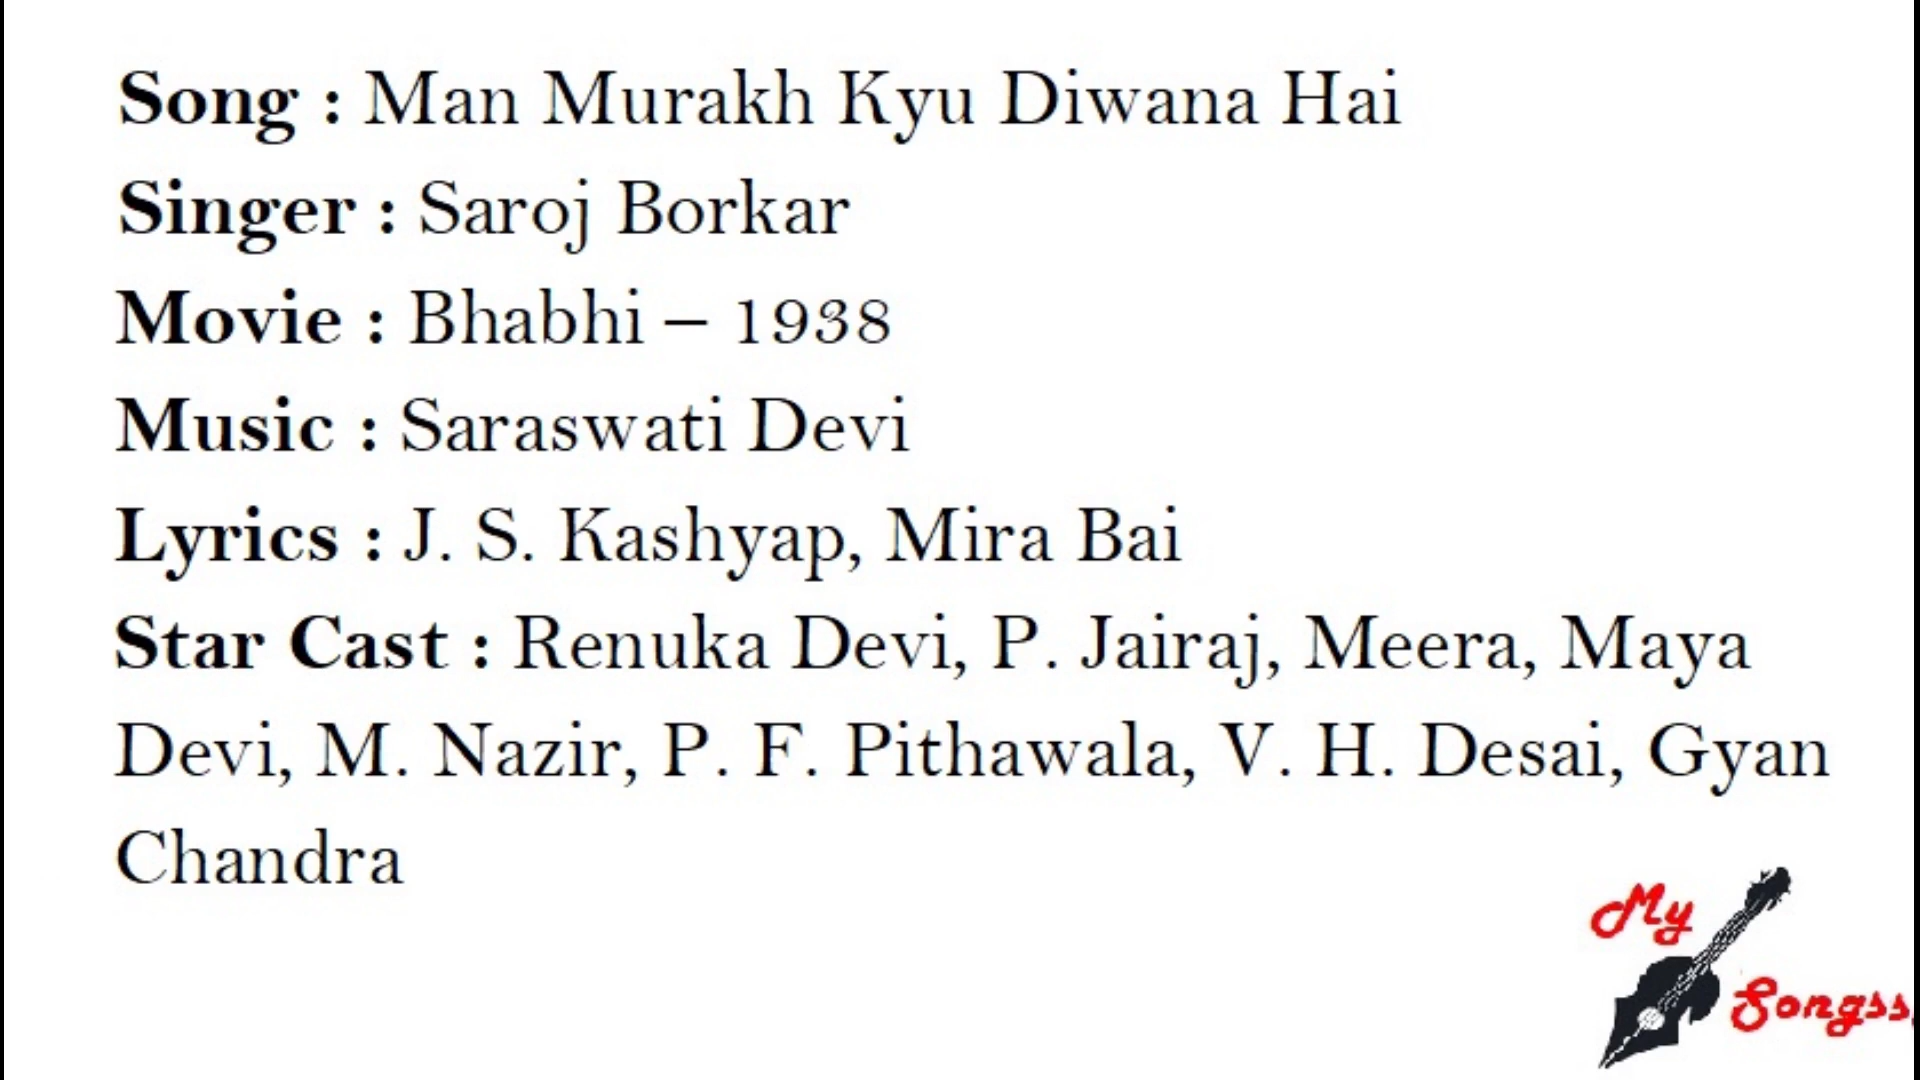 Song : Man Murakh Kyu Diwana Hai
Singer : Saroj Borkar
Movie : Bhabhi – 1938
Music : Saraswati Devi
Lyrics : J. S. Kashyap, Mira Bai
Star Cast : Renuka Devi, P. Jairaj, Meera, Maya
Devi, M. Nazir, P. F. Pithawala, V. H. Desai, Gyan
Chandra
My
Songss